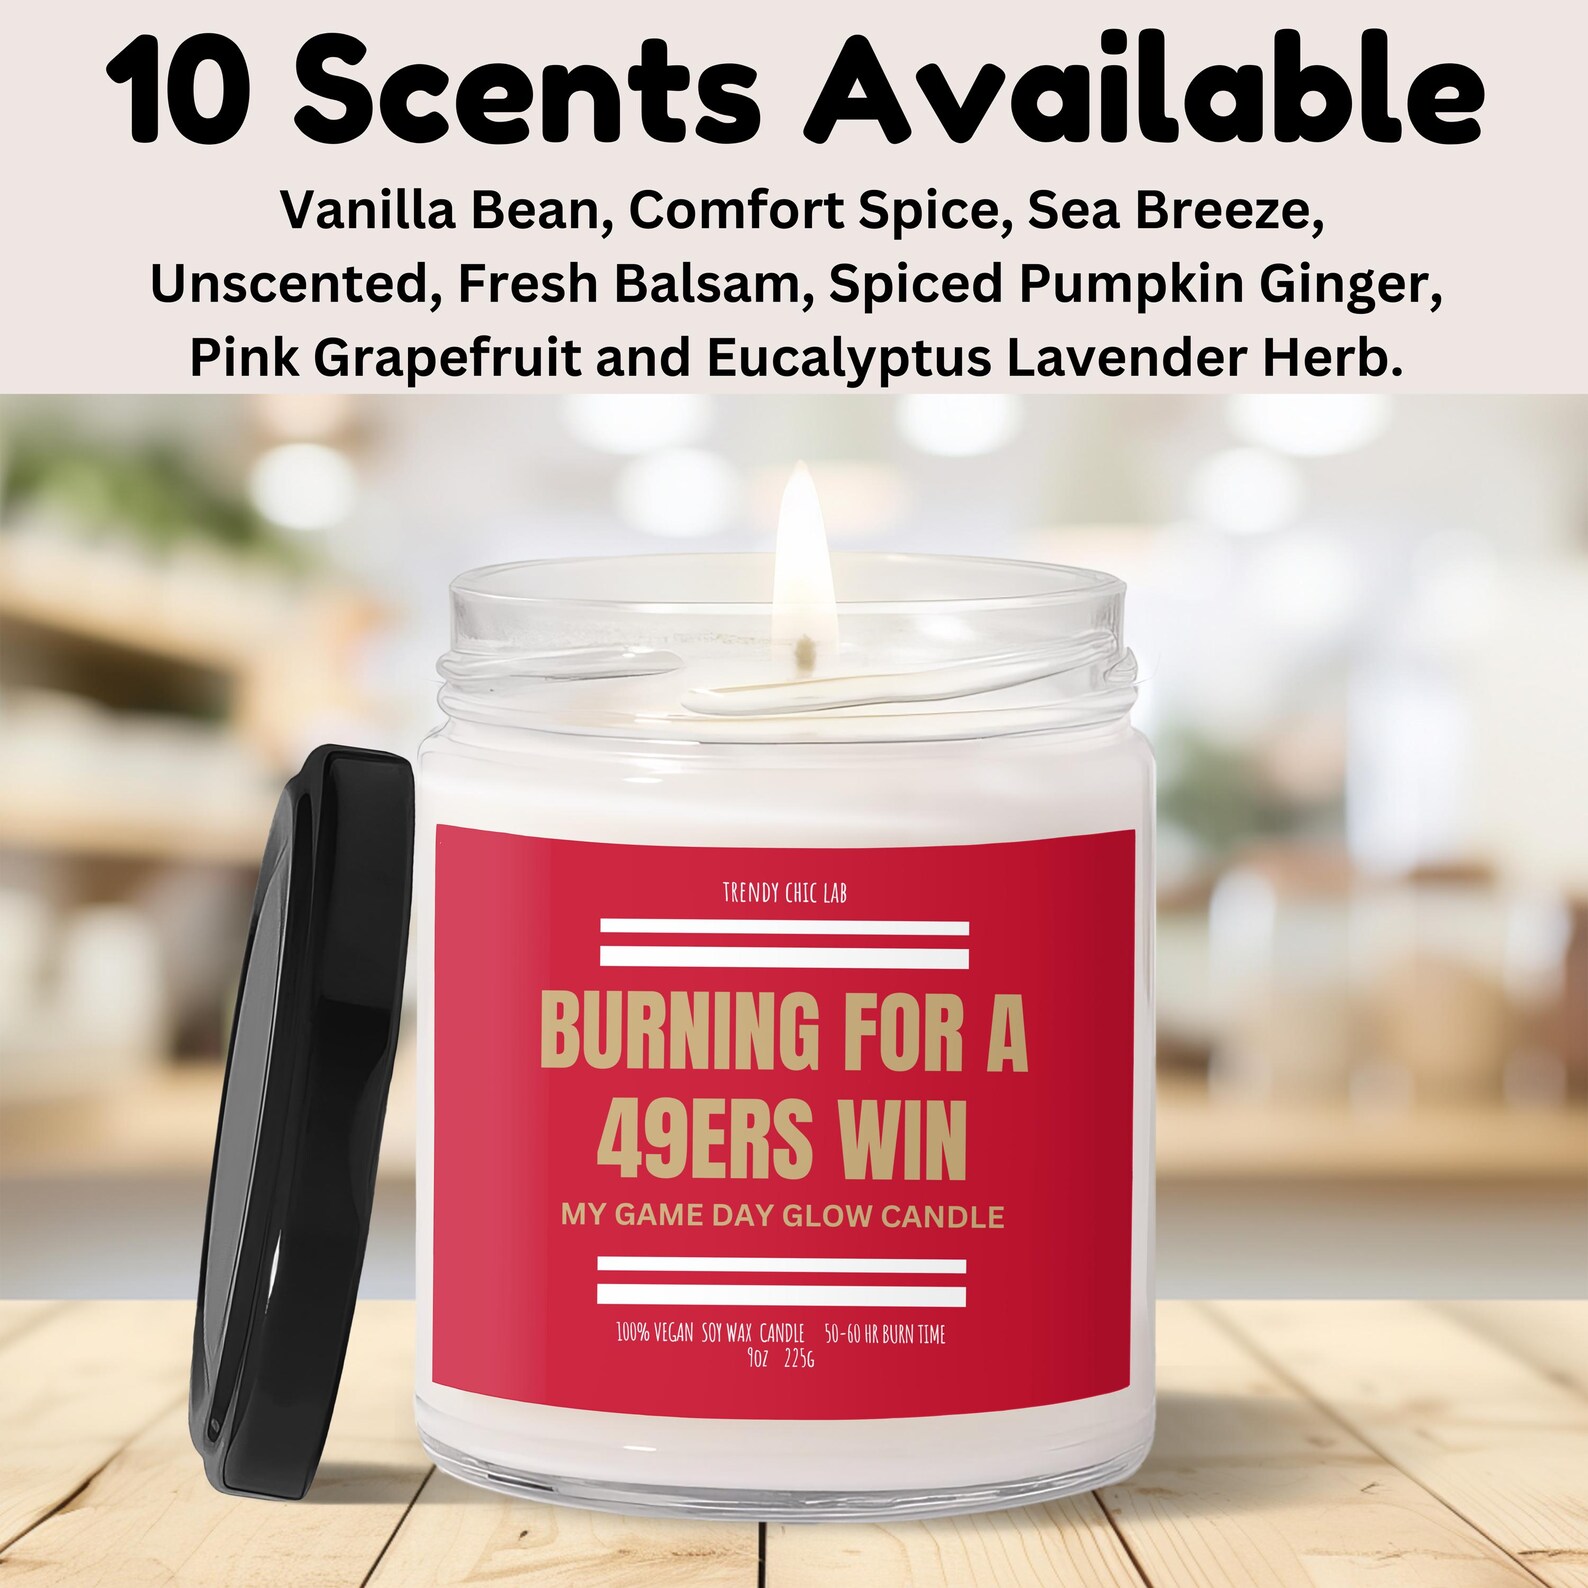 10 Scents Available
Vanilla Bean, Comfort Spice, Sea Breeze,
Unscented, Fresh Balsam, Spiced Pumpkin Ginger,
Pink Grapefruit and Eucalyptus Lavender Herb.
TRENDY CHIC LAB
BURNING FOR A
49ERS WIN
MY GAME DAY GLOW CANDLE
100% VEGAN SOY WAX CANDLE 50-60 HR BURN TIME
9OZ 225G